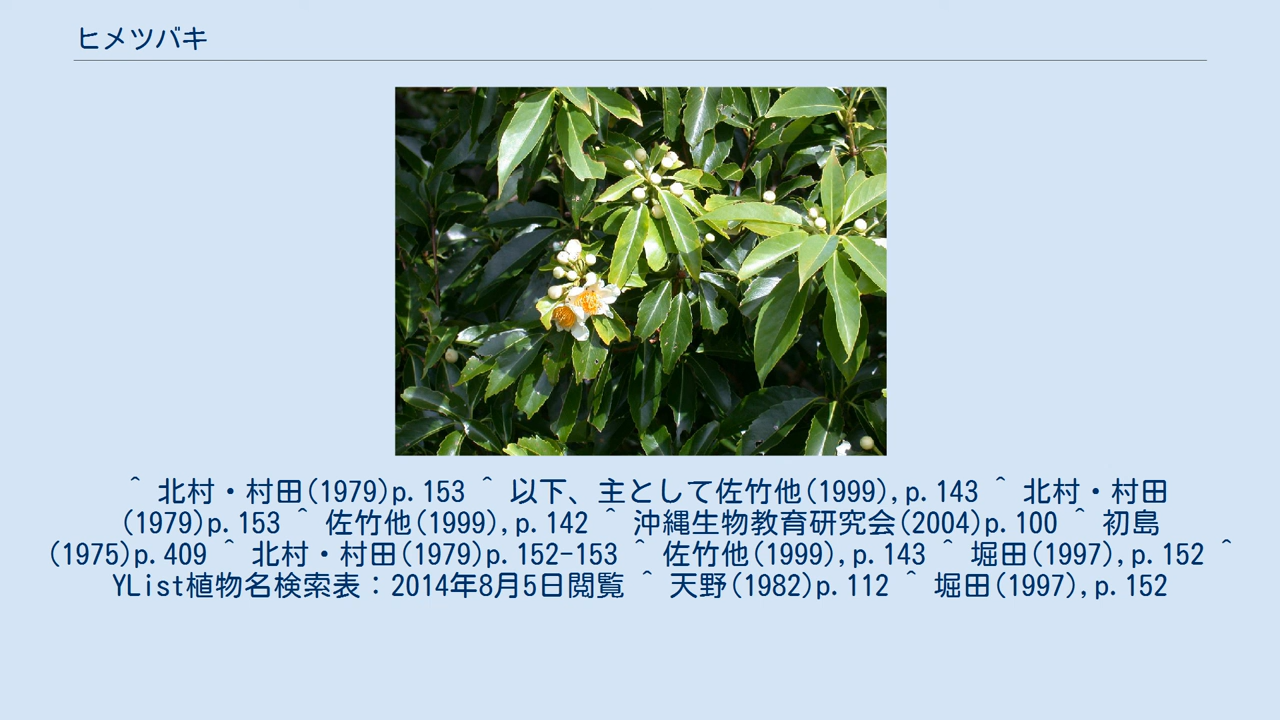 ヒメツバキ
^ 北村・村田(1979)p.153 ^ 以下、主として佐竹他(1999),p.143 ^ 北村・村田
(1979)p.153 ^ 佐竹他(1999),p.142 ^ 沖縄生物教育研究会(2004)p.100 ^ 初島
(1975)p.409 ^ 北村・村田(1979)p.152-153 ^ 佐竹他(1999),p.143 ^ 堀田(1997),p.152 ^
YList植物名検索表：2014年8月5日閲覧 ^ 天野(1982)p.112 ^ 堀田(1997),p.152